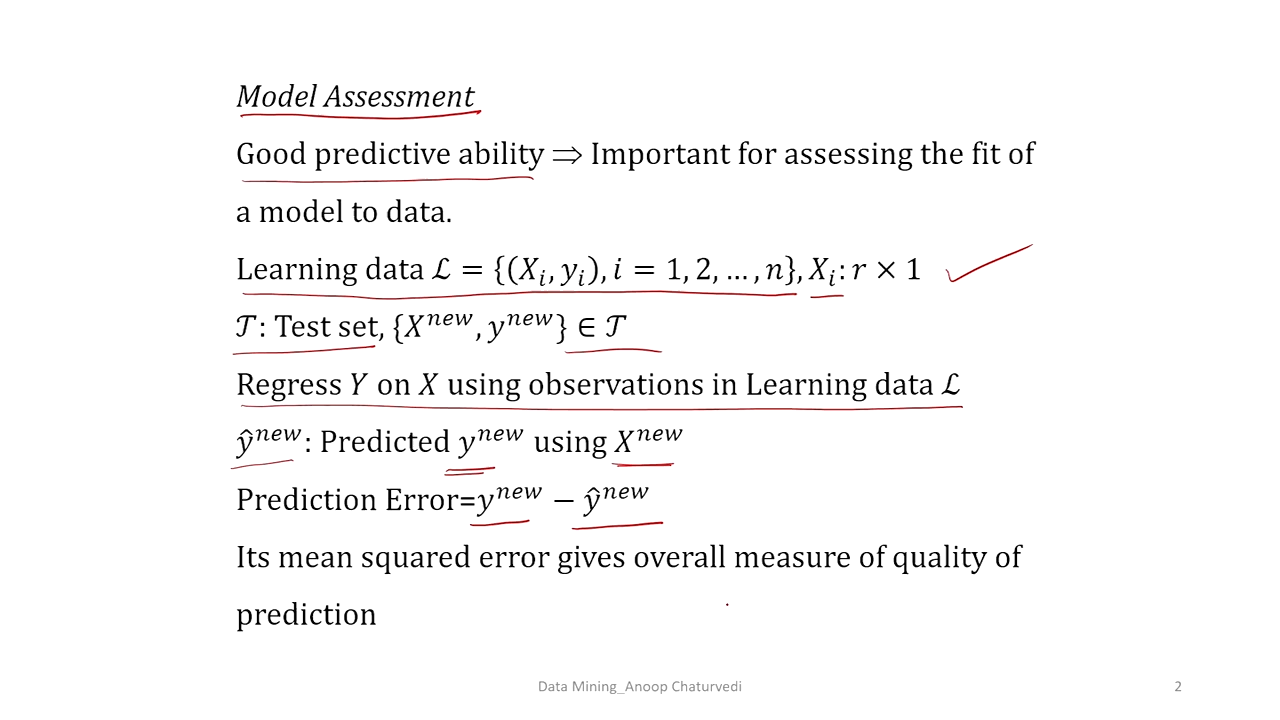 Model Assessment
Good predictive ability ⟹ Important for assessing the fit of
a model to data.
Learning data ℒ = {(Xᵢ, yᵢ), i = 1, 2, … , n}, Xᵢ: r × 1
𝒯: Test set, {Xⁿᵉʷ, yⁿᵉʷ} ∈ 𝒯
Regress Y on X using observations in Learning data ℒ
ŷⁿᵉʷ: Predicted yⁿᵉʷ using Xⁿᵉʷ
Prediction Error=yⁿᵉʷ − ŷⁿᵉʷ
Its mean squared error gives overall measure of quality of
prediction
Data Mining_Anoop Chaturvedi
2